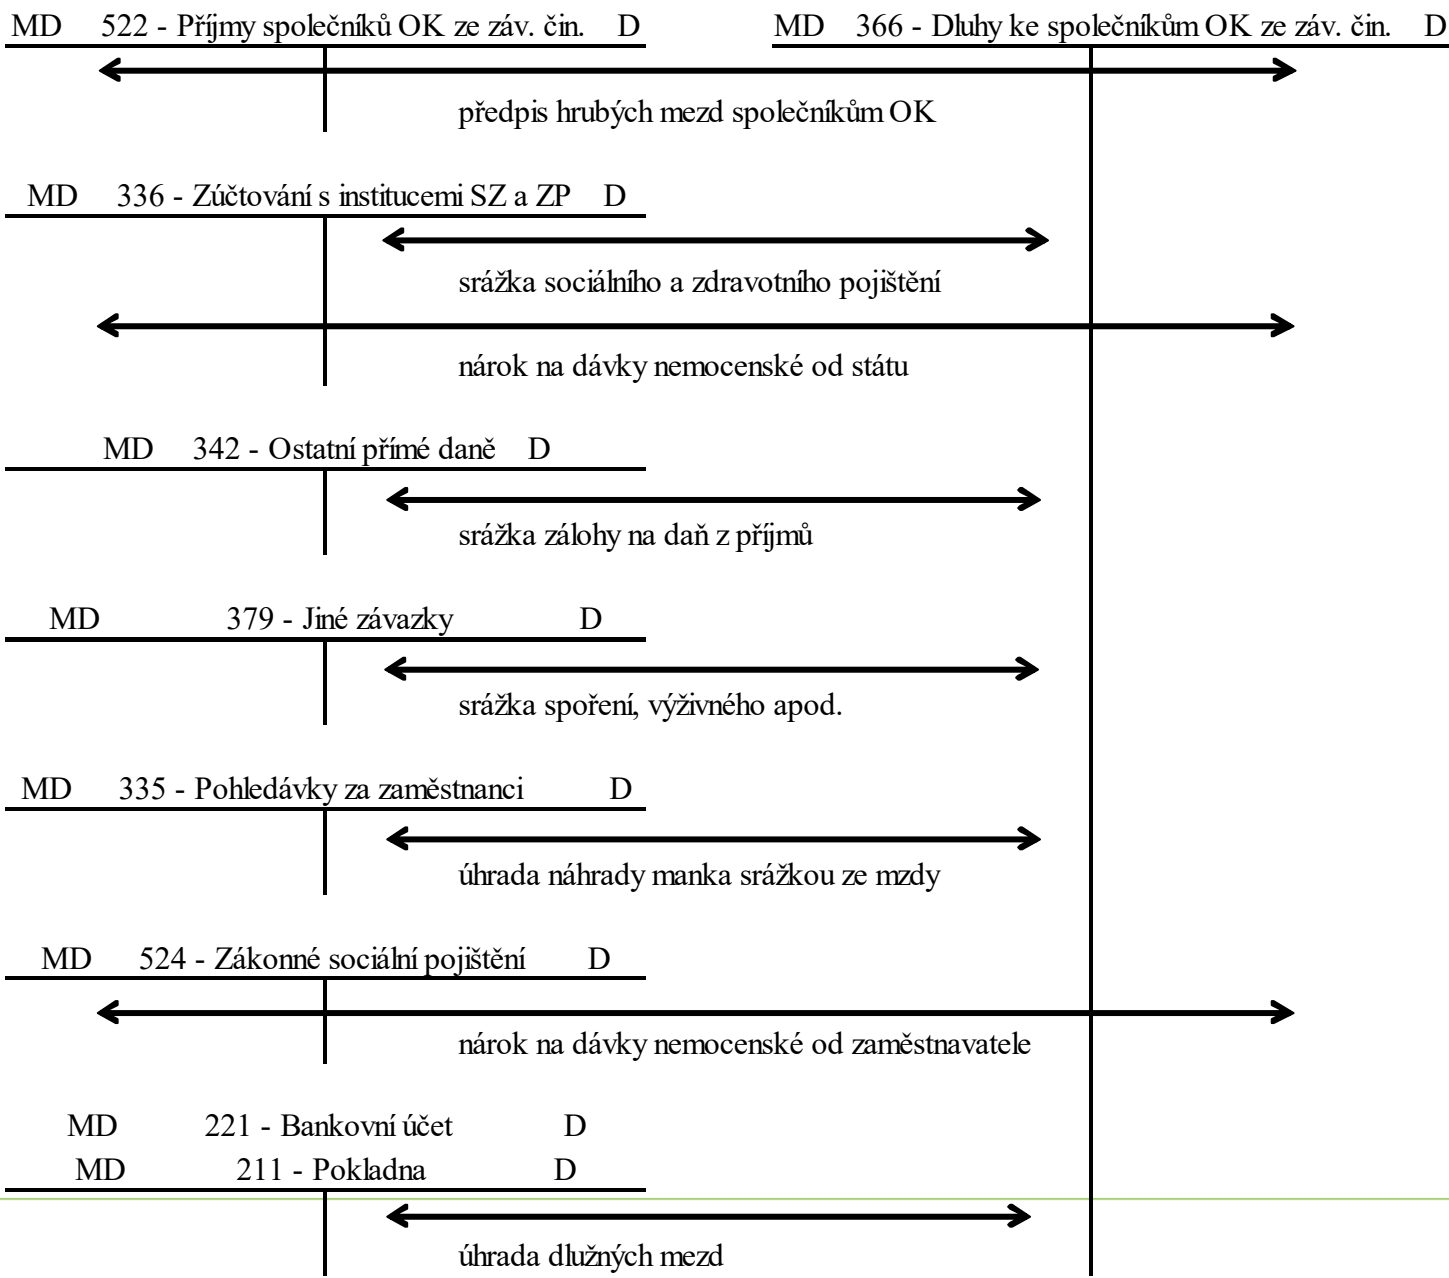 MD 522 - Příjmy společníků OK ze záv. čin. D MD 366 - Dluhy ke společníkům OK ze záv. čin. D
předpis hrubých mezd společníkům OK
MD 336 - Zúčtování s institucemi SZ a ZP D
srážka sociálního a zdravotního pojištění
nárok na dávky nemocenské od státu
MD 342 - Ostatní přímé daně D
srážka zálohy na daň z příjmů
MD 379 - Jiné závazky D
srážka spoření, výživného apod.
MD 335 - Pohledávky za zaměstnanci D
úhrada náhrady manka srážkou ze mzdy
MD 524 - Zákonné sociální pojištění D
nárok na dávky nemocenské od zaměstnavatele
MD 221 - Bankovní účet D
MD 211 - Pokladna D
úhrada dlužných mezd